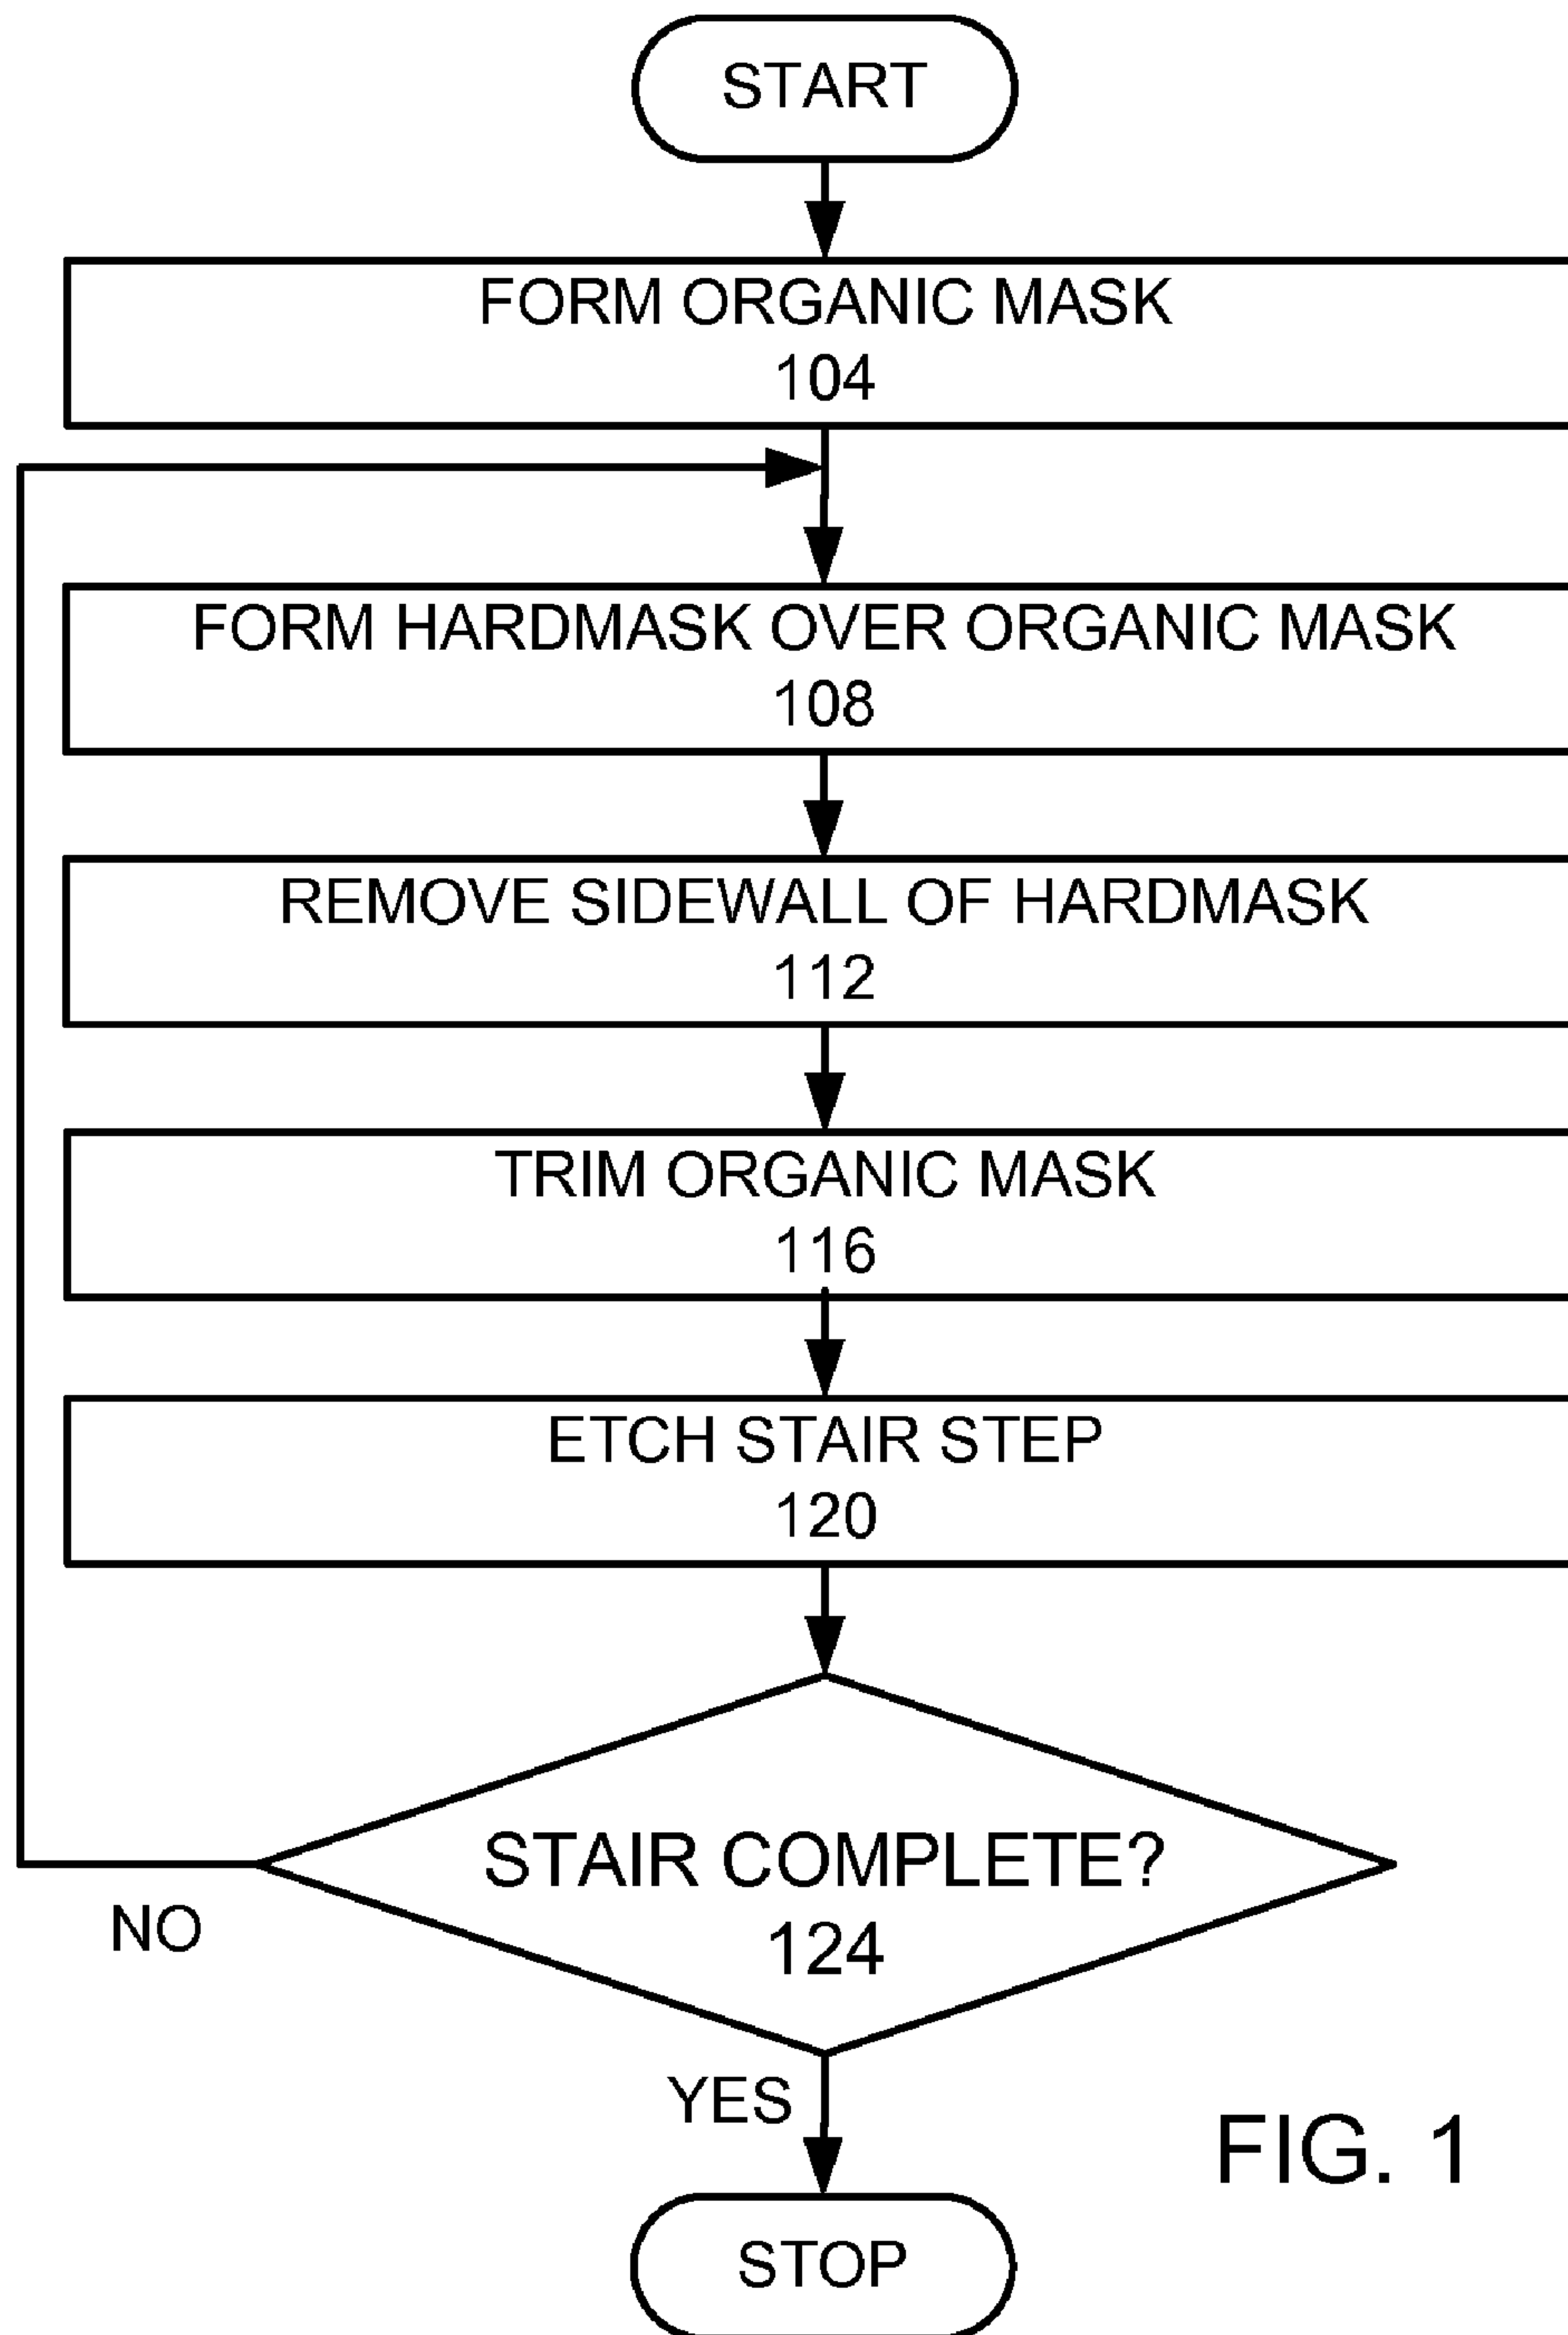 START
FORM ORGANIC MASK
104
FORM HARDMASK OVER ORGANIC MASK
108
REMOVE SIDEWALL OF HARDMASK
112
TRIM ORGANIC MASK
116
ETCH STAIR STEP
120
STAIR COMPLETE?
124
NO
YES
FIG. 1
STOP